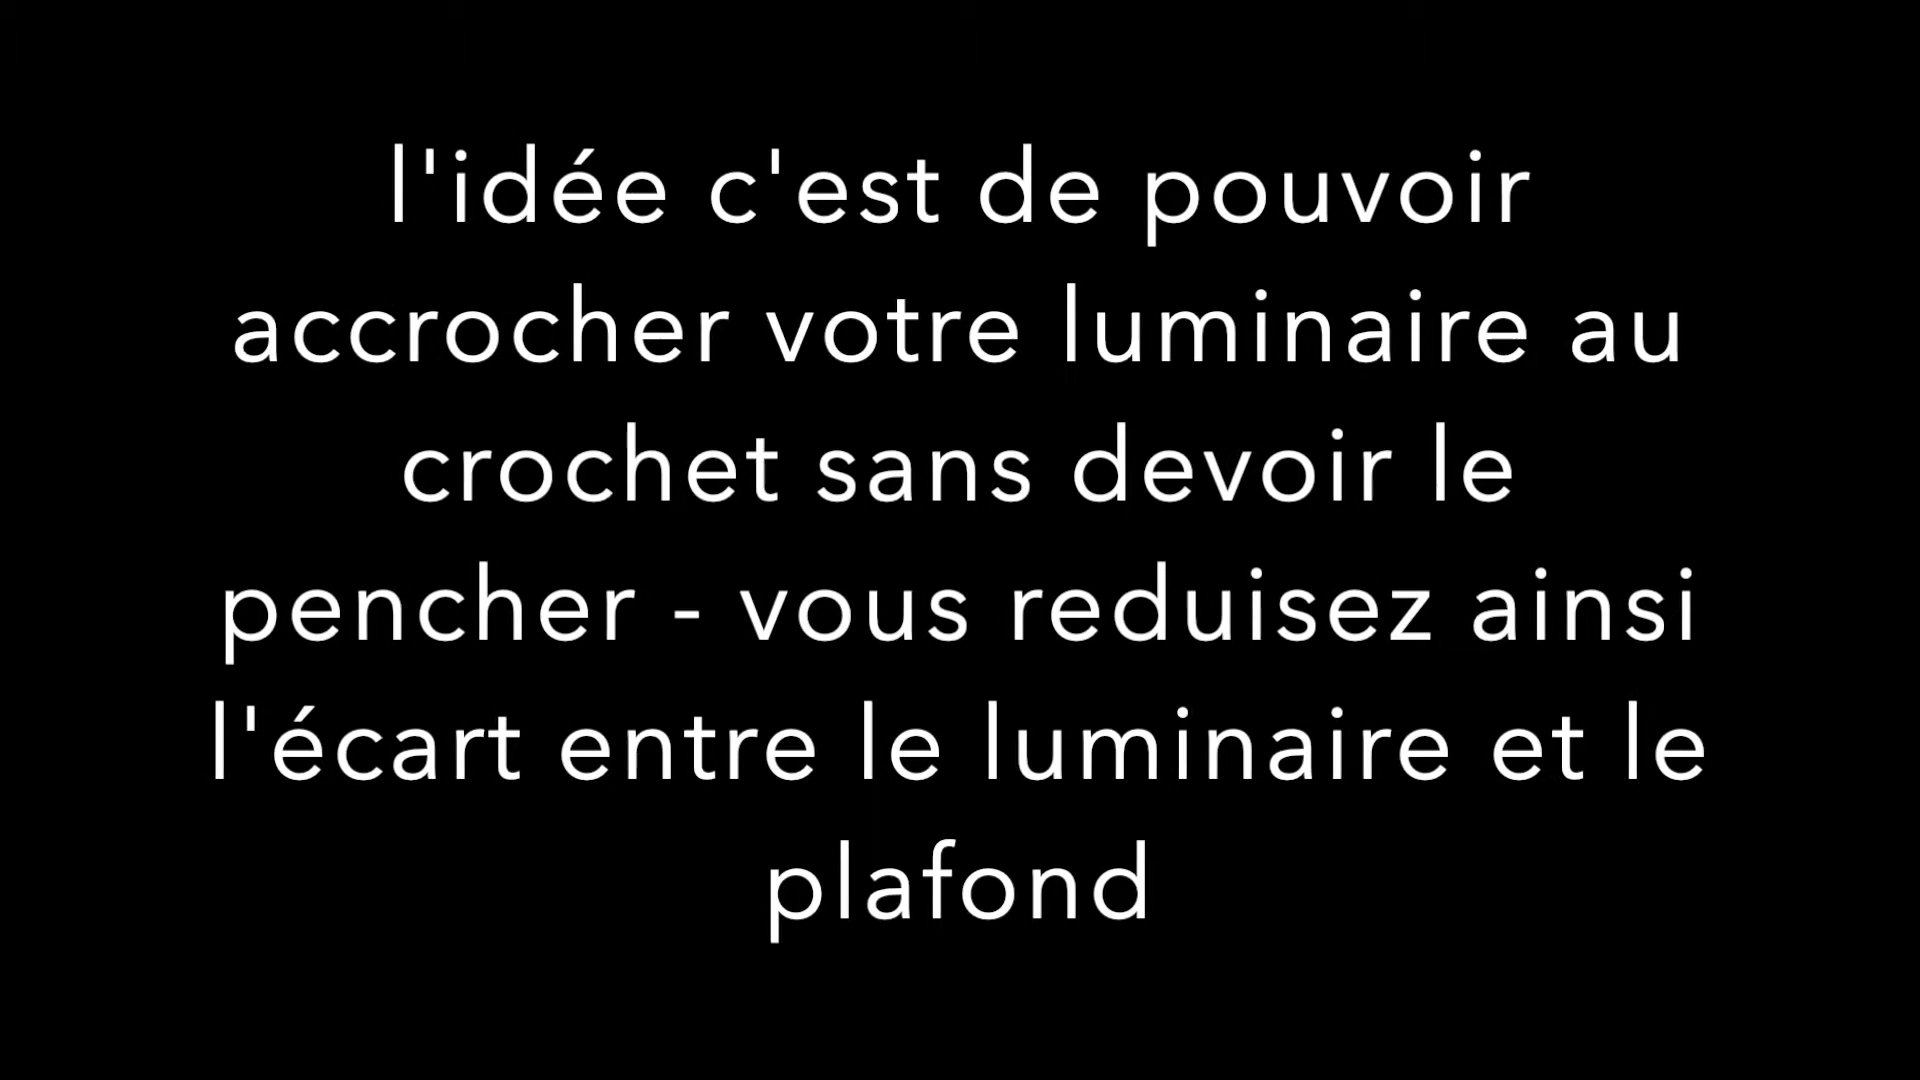 l'idée c'est de pouvoir
accrocher votre luminaire au
crochet sans devoir le
pencher - vous reduisez ainsi
l'écart entre le luminaire et le
plafond